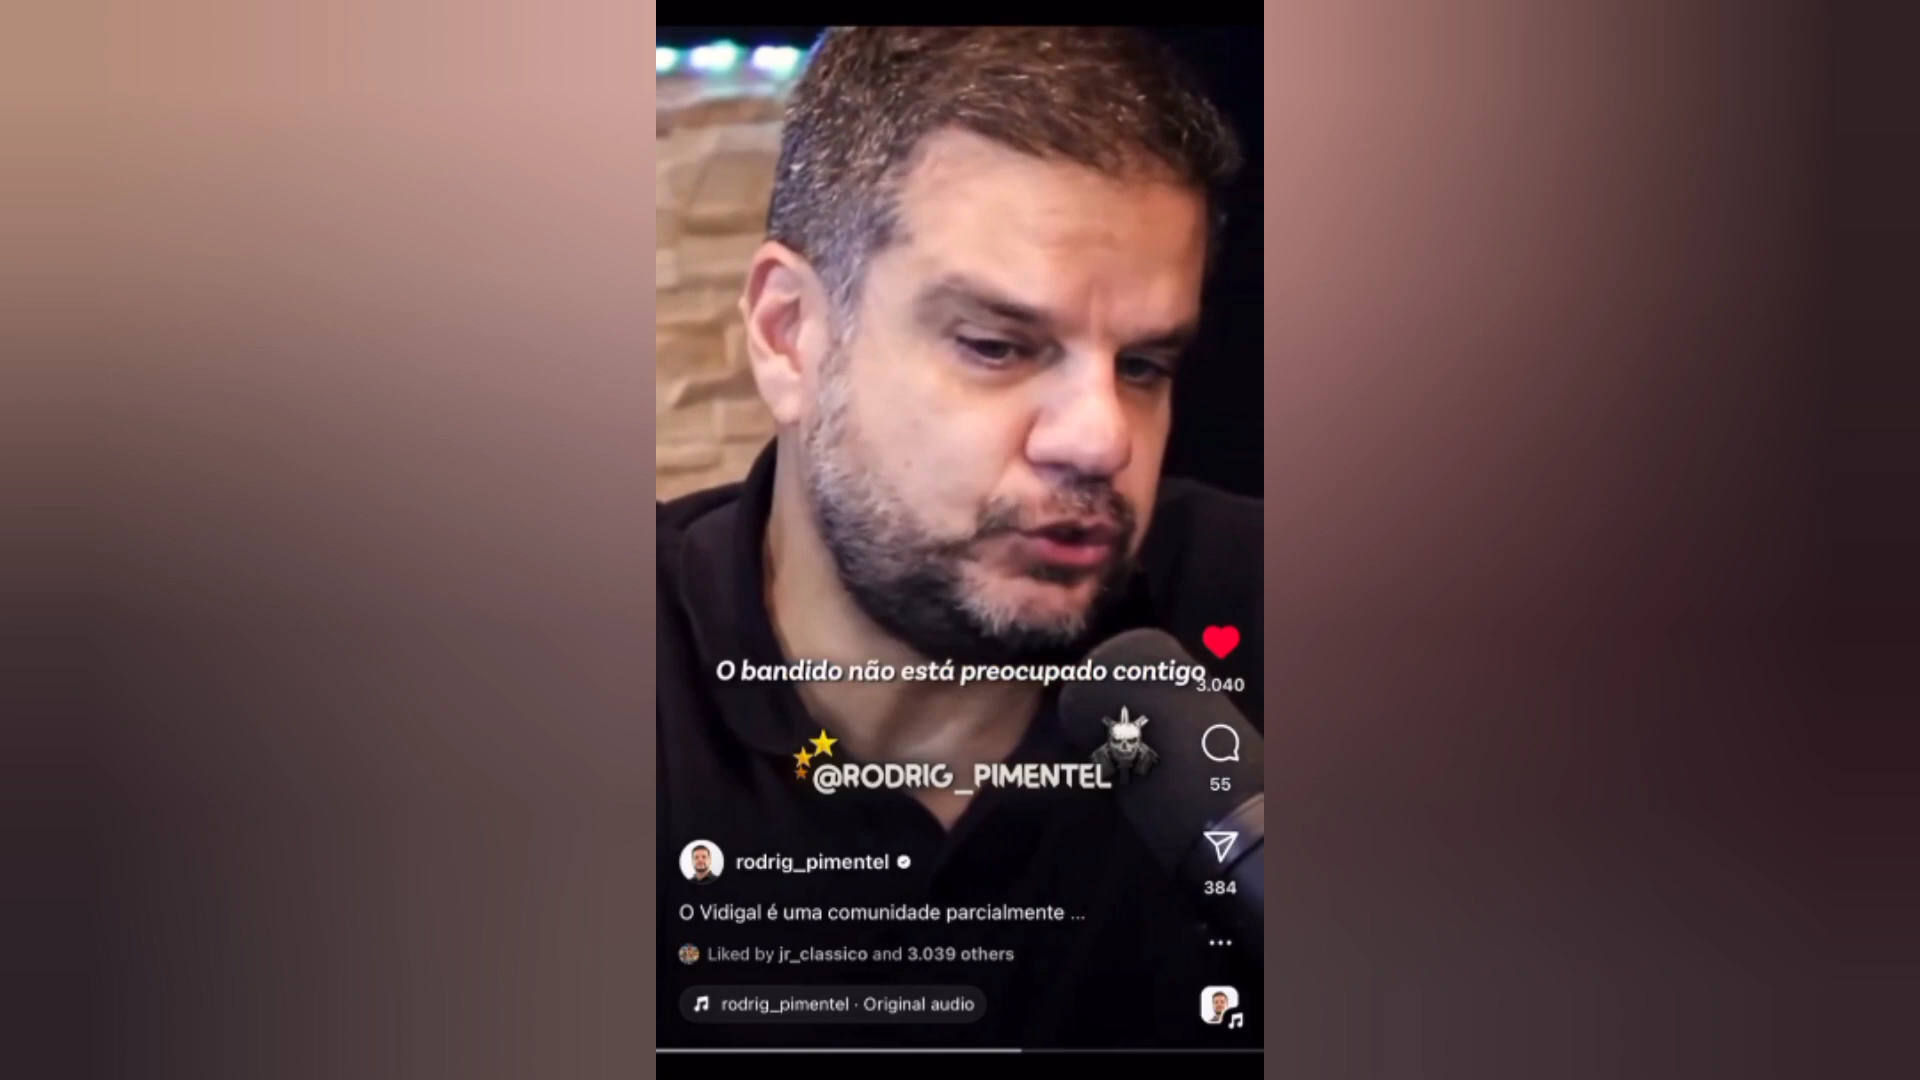 O bandido não está preocupado contigo
3.040
@RODRIG_PIMENTEL
55
rodrig_pimentel
384
O Vidigal é uma comunidade parcialmente ...
Liked by jr_classico and 3.039 others
rodrig_pimentel · Original audio